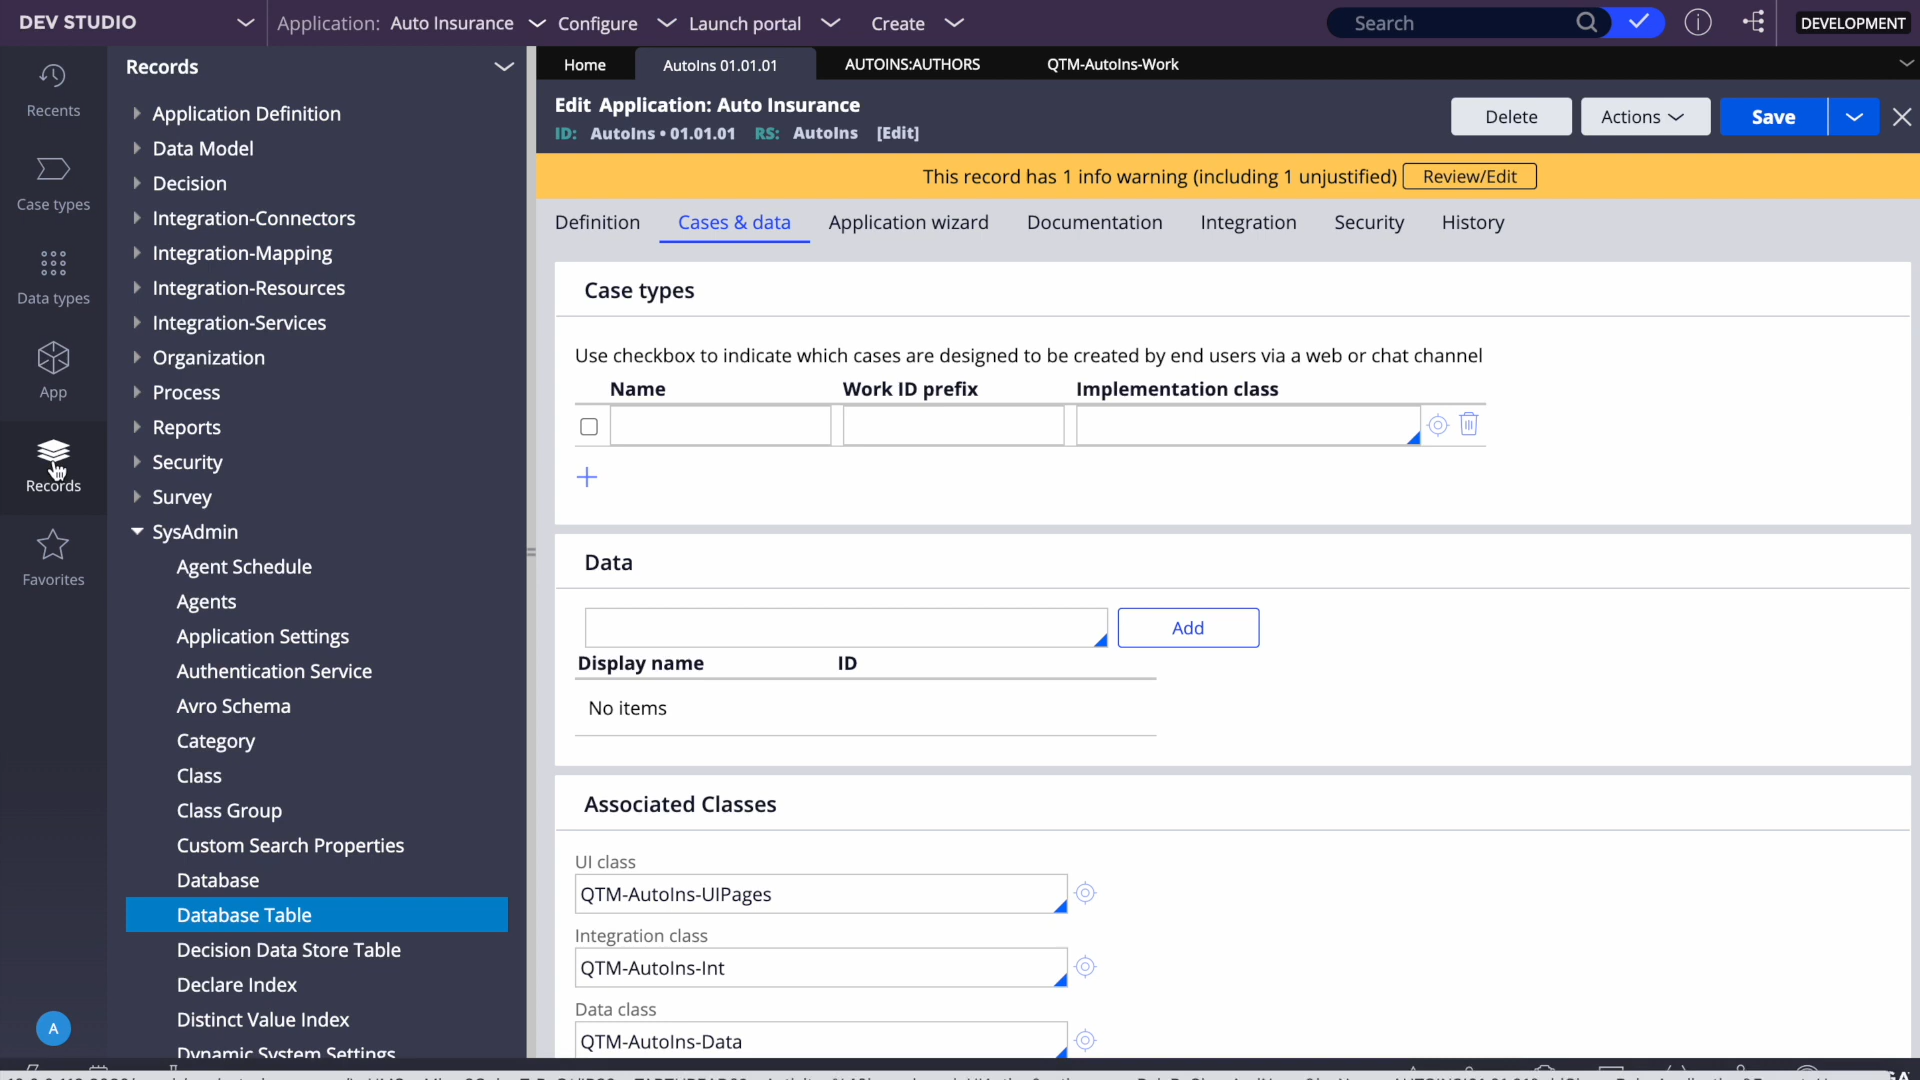 DEV STUDIO
Application: Auto Insurance
Configure
Launch portal
Create
Search
DEVELOPMENT
Recents
Case types
Data types
App
Records
Favorites
A
Records
Application Definition
Data Model
Decision
Integration-Connectors
Integration-Mapping
Integration-Resources
Integration-Services
Organization
Process
Reports
Security
Survey
SysAdmin
Agent Schedule
Agents
Application Settings
Authentication Service
Avro Schema
Category
Class
Class Group
Custom Search Properties
Database
Database Table
Decision Data Store Table
Declare Index
Distinct Value Index
Dynamic System Settings
Home
AutoIns 01.01.01
AUTOINS:AUTHORS
QTM-AutoIns-Work
Edit Application: Auto Insurance
ID: AutoIns • 01.01.01 RS: AutoIns [Edit]
Delete
Actions
Save
This record has 1 info warning (including 1 unjustified)
Review/Edit
Definition
Cases & data
Application wizard
Documentation
Integration
Security
History
Case types
Use checkbox to indicate which cases are designed to be created by end users via a web or chat channel
Name
Work ID prefix
Implementation class
Data
Add
Display name
ID
No items
Associated Classes
UI class
QTM-AutoIns-UIPages
Integration class
QTM-AutoIns-Int
Data class
QTM-AutoIns-Data